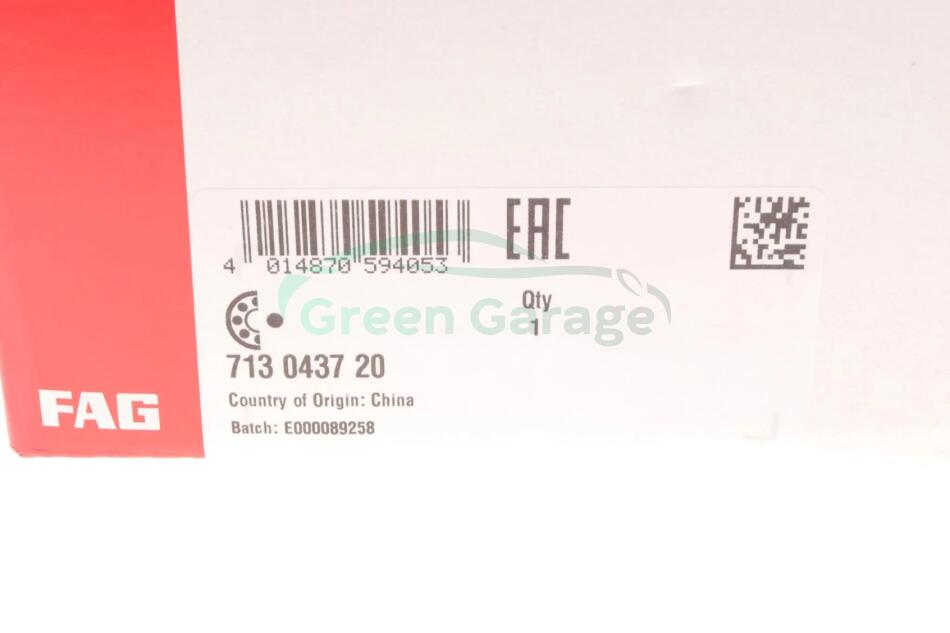 4 014870 594053
EAC
Qty
1
Green Garage
713 0437 20
Country of Origin: China
Batch: E000089258
FAG